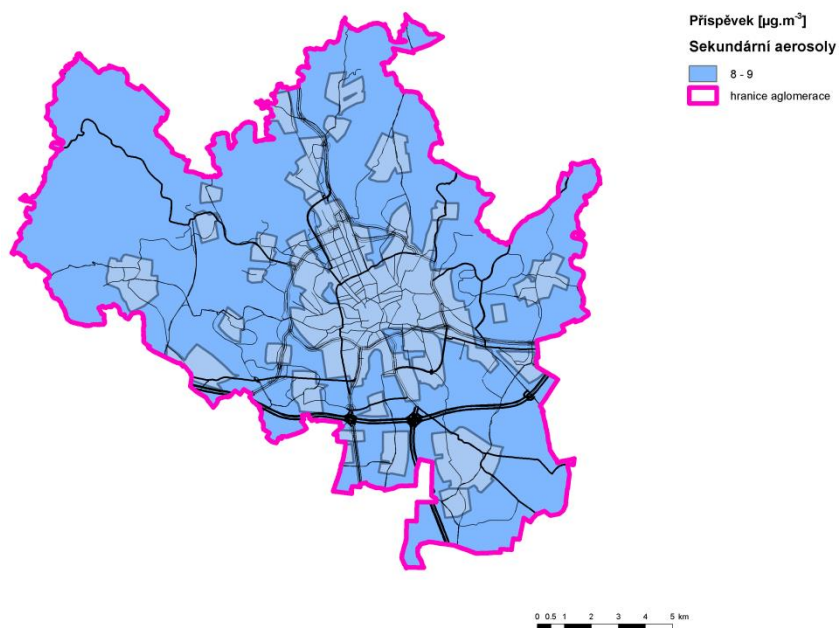 Příspěvek [µg.m-3]
Sekundární aerosoly
8 - 9
hranice aglomerace
0 0.5 1 2 3 4 5 km